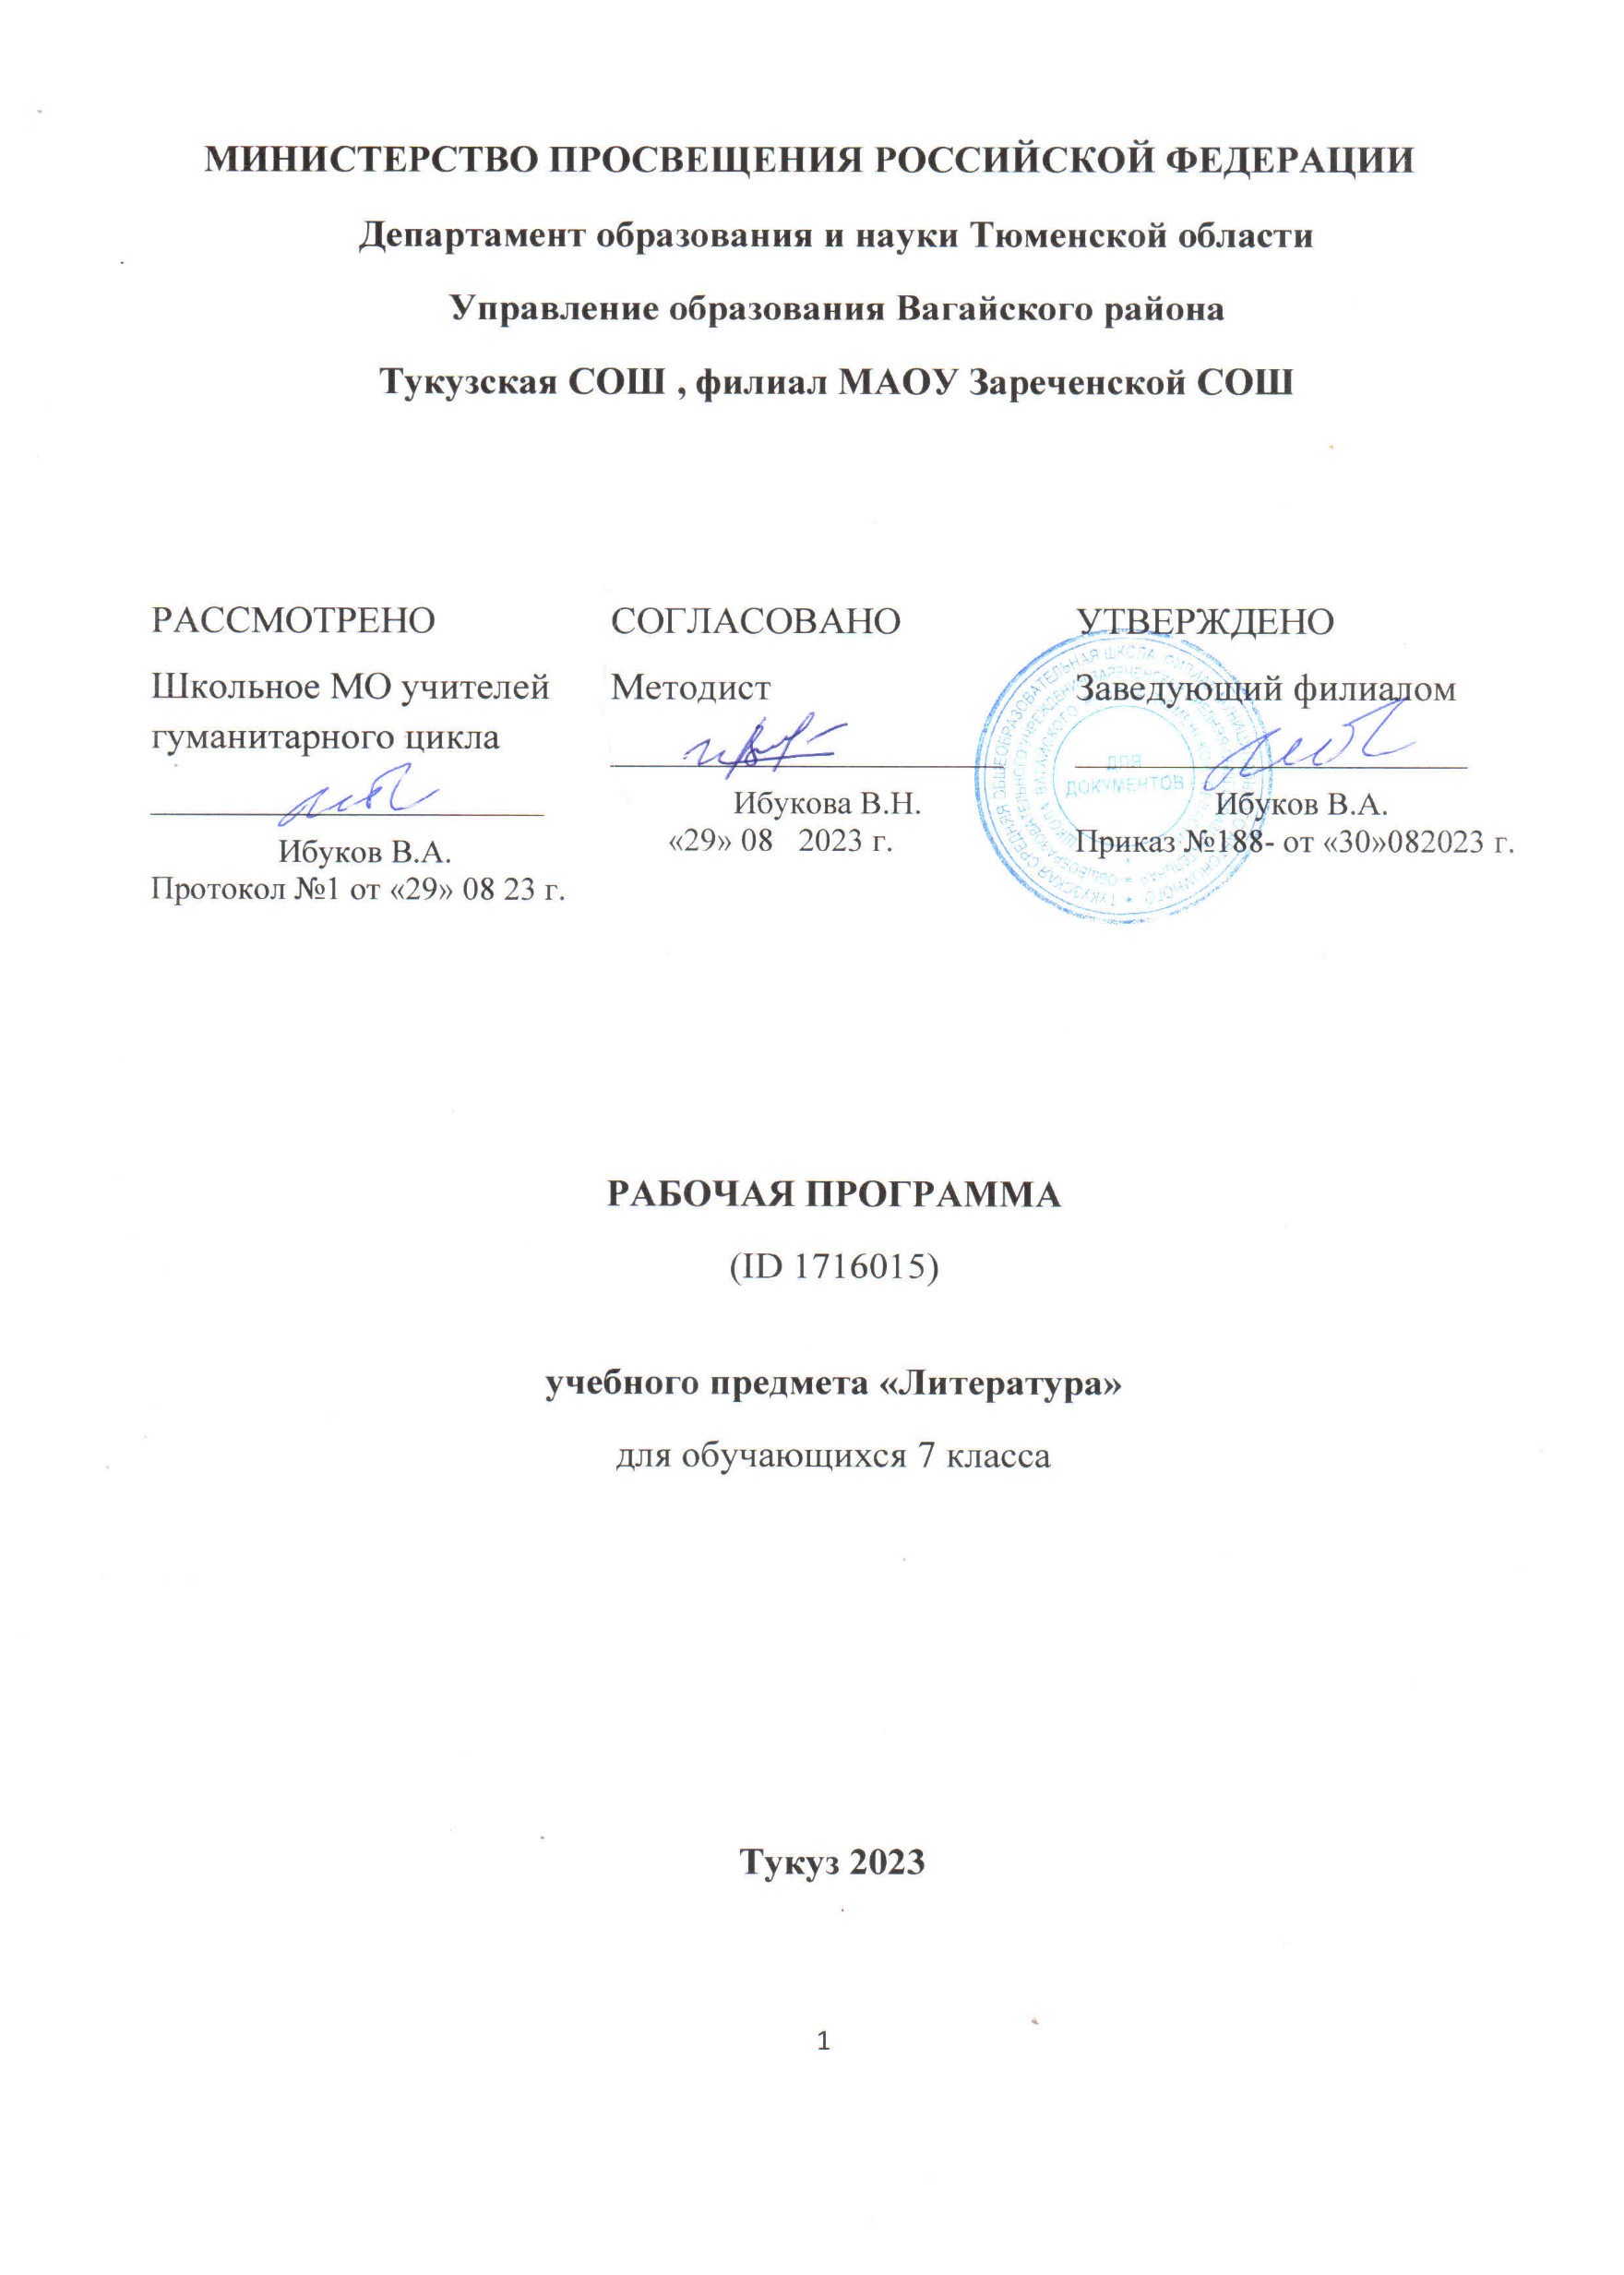 МИНИСТЕРСТВО ПРОСВЕЩЕНИЯ РОССИЙСКОЙ ФЕДЕРАЦИИ
Департамент образования и науки Тюменской области
Управление образования Вагайского района
Тукузская СОШ , филиал МАОУ Зареченской СОШ
РАССМОТРЕНО
Школьное МО учителей
гуманитарного цикла
Ибуков В.А.
Протокол №1 от «29» 08 23 г.
СОГЛАСОВАНО
Методист
Ибукова В.Н.
«29» 08 2023 г.
УТВЕРЖДЕНО
Заведующий филиалом
Ибуков В.А.
Приказ №188- от «30»082023 г.
ДЛЯ
ДОКУМЕНТОВ
РАБОЧАЯ ПРОГРАММА
(ID 1716015)
учебного предмета «Литература»
для обучающихся 7 класса
Тукуз 2023
1